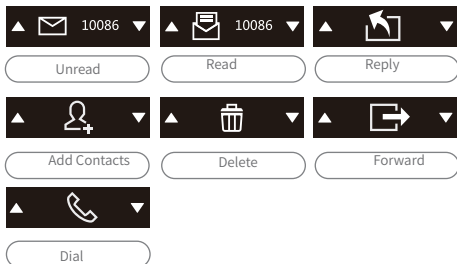 10086
10086
Unread
Read
Reply
Add Contacts
Delete
Forward
Dial